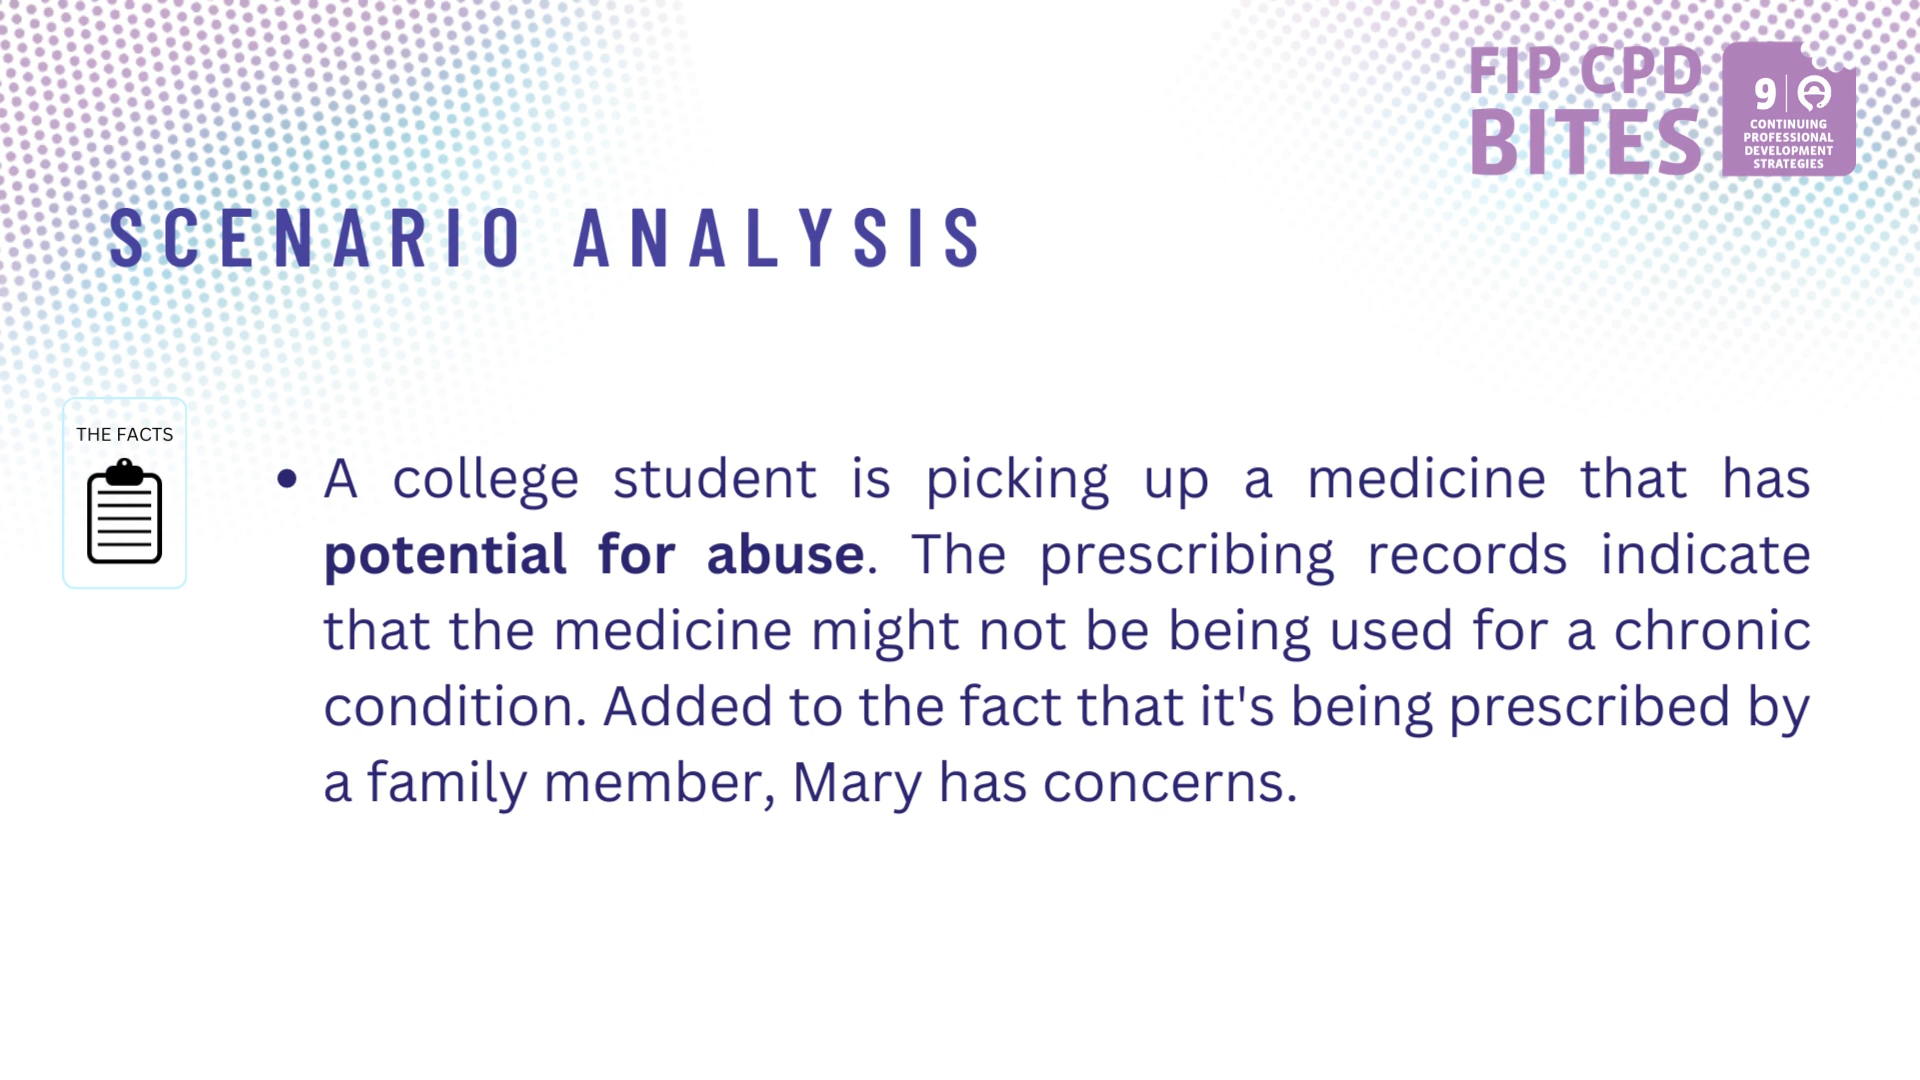 FIP CPD
BITES
9
CONTINUING
PROFESSIONAL
DEVELOPMENT
STRATEGIES
SCENARIO ANALYSIS
THE FACTS
• A college student is picking up a medicine that has
potential for abuse. The prescribing records indicate
that the medicine might not be being used for a chronic
condition. Added to the fact that it's being prescribed by
a family member, Mary has concerns.